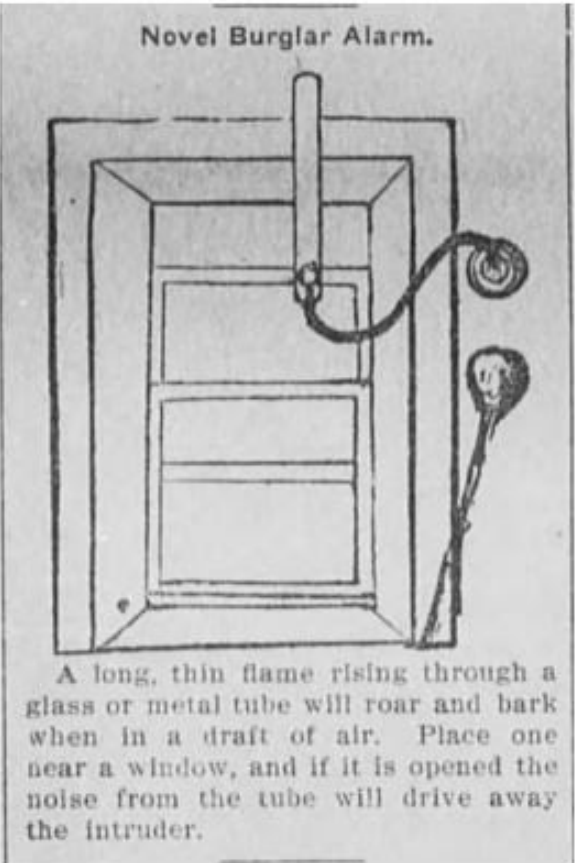 Novel Burglar Alarm.
A long, thin flame rising through a
glass or metal tube will roar and bark
when in a draft of air. Place one
near a window, and if it is opened the
noise from the tube will drive away
the intruder.